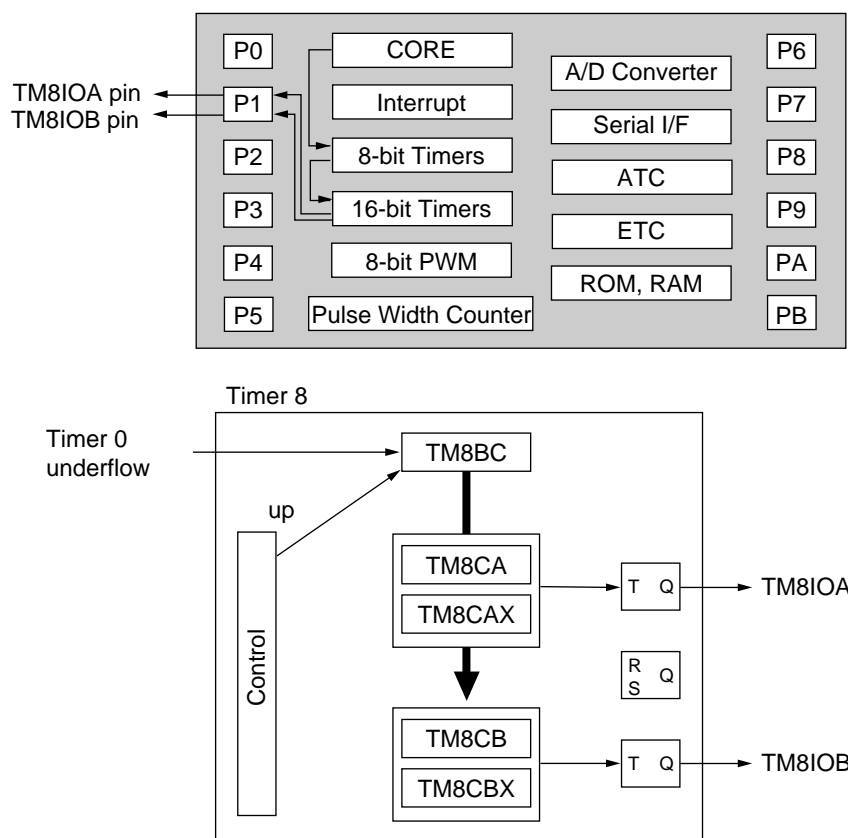 P0
CORE
P6
A/D Converter
TM8IOA pin
TM8IOB pin
P1
Interrupt
P7
Serial I/F
P2
8-bit Timers
P8
ATC
P3
16-bit Timers
P9
ETC
P4
8-bit PWM
PA
ROM, RAM
P5
Pulse Width Counter
PB
Timer 8
Timer 0
underflow
TM8BC
up
Control
TM8CA
TM8CAX
T Q
TM8IOA
R
S
Q
TM8CB
TM8CBX
T Q
TM8IOB